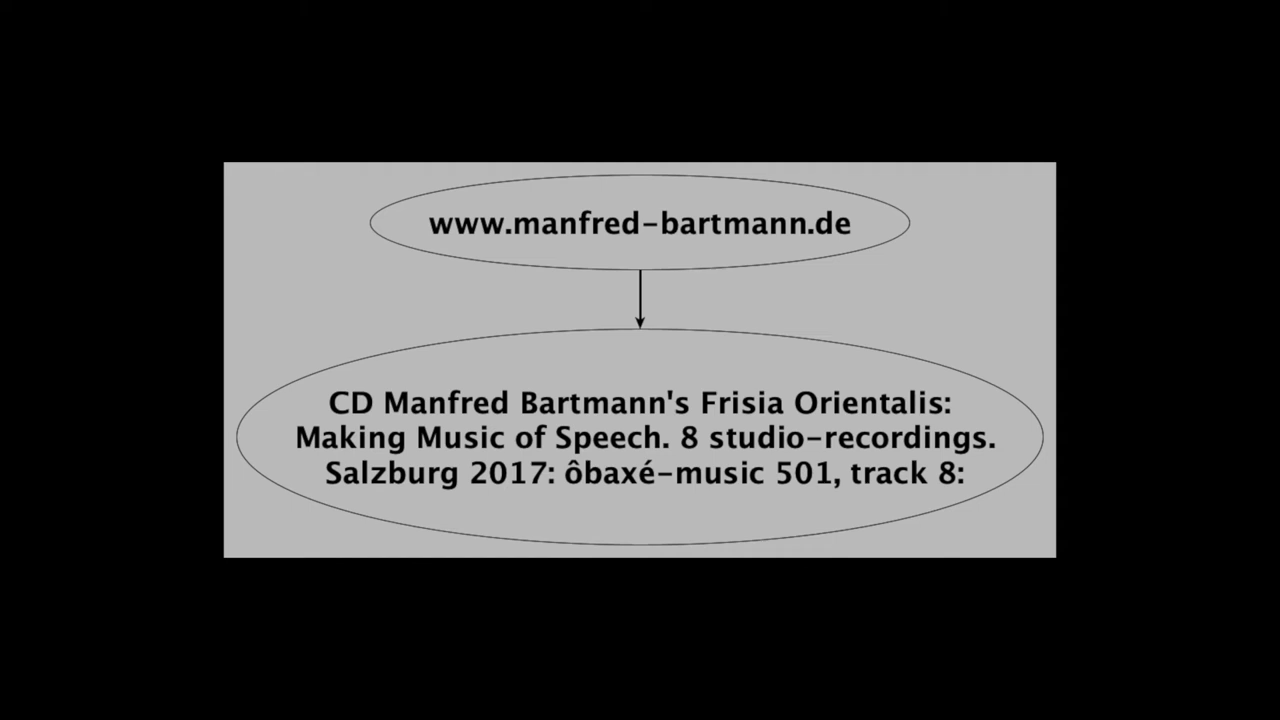 www.manfred-bartmann.de
CD Manfred Bartmann's Frisia Orientalis:
Making Music of Speech. 8 studio-recordings.
Salzburg 2017: ôbaxé-music 501, track 8: